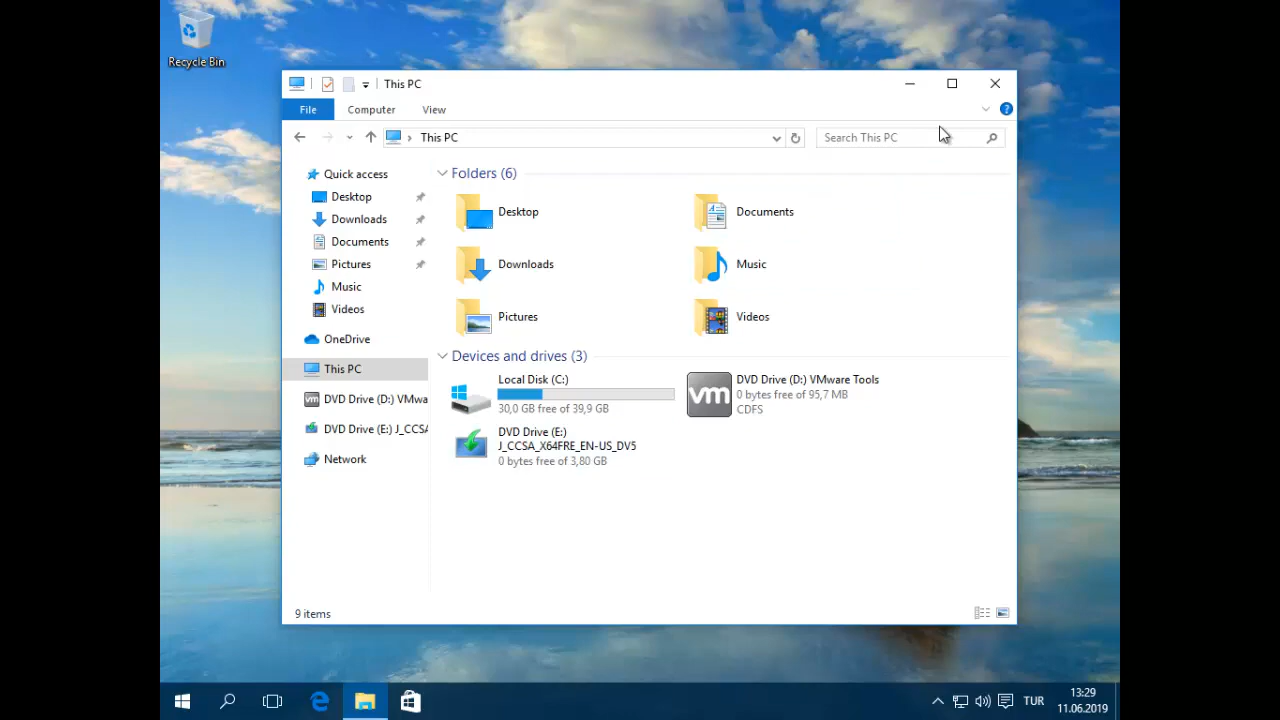 Recycle Bin
This PC
File
Computer
View
This PC
Search This PC
Quick access
Desktop
Downloads
Documents
Pictures
Music
Videos
OneDrive
This PC
DVD Drive (D:) VMwa
DVD Drive (E:) J_CCSA
Network
Folders (6)
Desktop
Documents
Downloads
Music
Pictures
Videos
Devices and drives (3)
Local Disk (C:)
30,0 GB free of 39,9 GB
vm
DVD Drive (D:) VMware Tools
0 bytes free of 95,7 MB
CDFS
DVD Drive (E:)
J_CCSA_X64FRE_EN-US_DV5
0 bytes free of 3,80 GB
9 items
TUR
13:29
11.06.2019